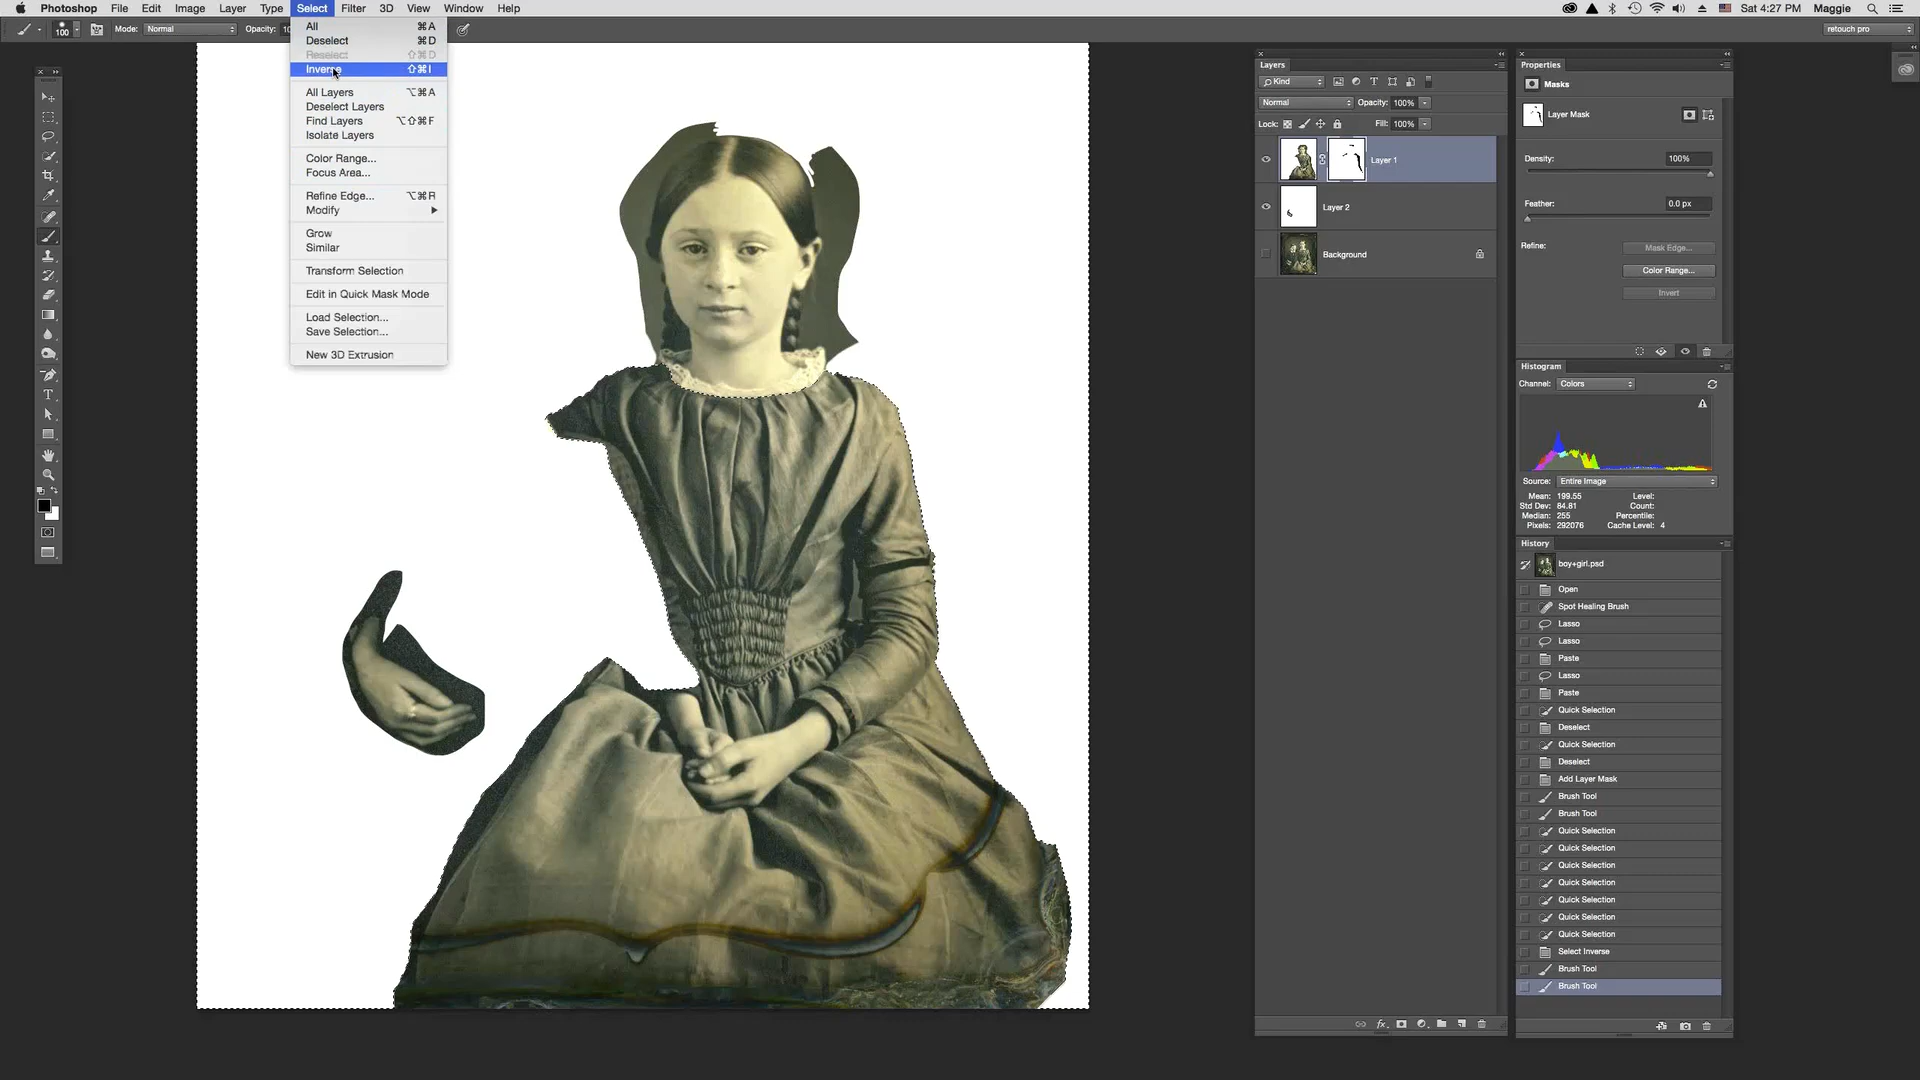 Photoshop File Edit Image Layer Type Select Filter 3D View Window Help Sat 4:27 PM Maggie
100 Mode: Normal Opacity: 10 retouch pro
All ⌘A
Deselect ⌘D
Reselect ⇧⌘D
Inverse ⇧⌘I
All Layers ⌥⌘A
Deselect Layers
Find Layers ⌥⇧⌘F
Isolate Layers
Color Range...
Focus Area...
Refine Edge... ⌥⌘R
Modify
Grow
Similar
Transform Selection
Edit in Quick Mask Mode
Load Selection...
Save Selection...
New 3D Extrusion
Layers
Kind
Normal Opacity: 100%
Lock: Fill: 100%
Layer 1
Layer 2
Background
Properties
Masks
Layer Mask
Density: 100%
Feather: 0.0 px
Refine: Mask Edge...
Color Range...
Invert
Histogram
Channel: Colors
Source: Entire Image
Mean: 199.55 Level:
Std Dev: 84.81 Count:
Median: 255 Percentile:
Pixels: 292076 Cache Level: 4
History
boy+girl.psd
Open
Spot Healing Brush
Lasso
Lasso
Paste
Lasso
Paste
Quick Selection
Deselect
Quick Selection
Deselect
Add Layer Mask
Brush Tool
Brush Tool
Quick Selection
Quick Selection
Quick Selection
Quick Selection
Quick Selection
Quick Selection
Quick Selection
Select Inverse
Brush Tool
Brush Tool